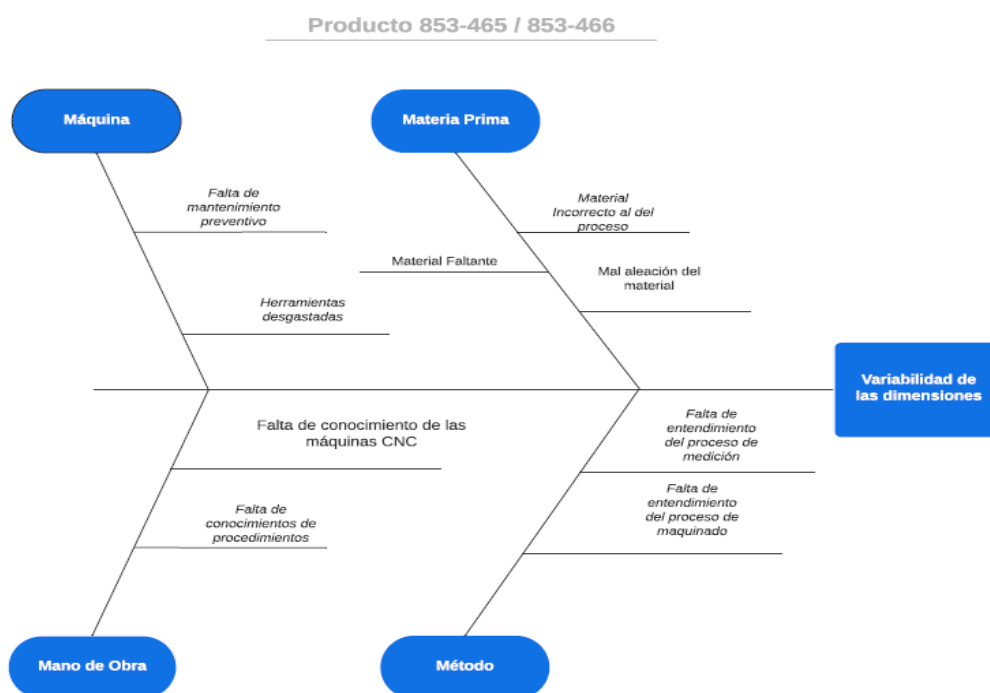 Producto 853-465 / 853-466
Máquina
Materia Prima
Falta de
mantenimiento
preventivo
Material
Incorrecto al del
proceso
Material Faltante
Mal aleación del
material
Herramientas
desgastadas
Variabilidad de
las dimensiones
Falta de conocimiento de las
máquinas CNC
Falta de
entendimiento
del proceso de
medición
Falta de
conocimientos de
procedimientos
Falta de
entendimiento
del proceso de
maquinado
Mano de Obra
Método